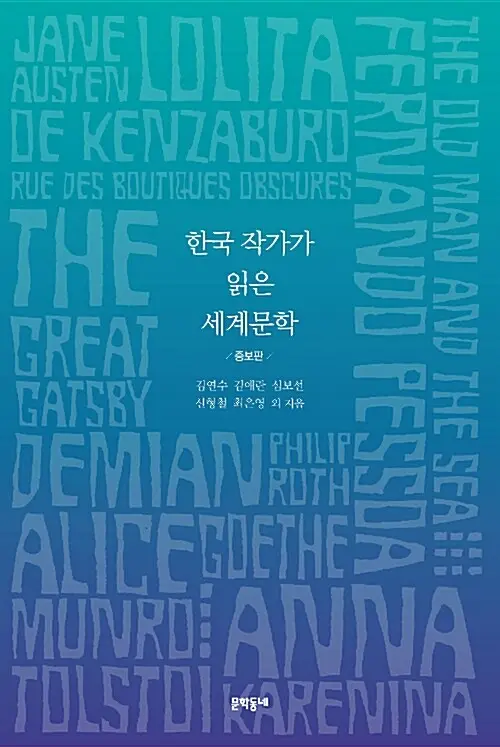 JANE
AUSTEN
LOLITA
OE KENZABURO
RUE DES BOUTIQUES OBSCURES
THE
GREAT
GATSBY
FERNANDO PESSOA
THE OLD MAN AND THE SEA
한국 작가가
읽은
세계문학
/ 증보판 /
김연수 김애란 심보선
신형철 최은영 외 지음
DEMIAN
PHILIP
ROTH
ALICE
MUNRO
GOETHE
TOLSTOI
ANNA
KARENINA
문학동네